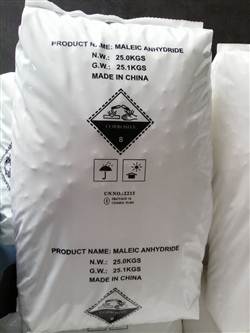 PRODUCT NAME: MALEIC ANHYDRIDE
N.W.: 25.0KGS
G.W.: 25.1KGS
MADE IN CHINA
CORROSIVE
8
UN NO.:2215
PRODUCT NAME: MALEIC ANHYDRIDE
N.W.: 25.0KGS
G.W.: 25.1KGS
MADE IN CHINA